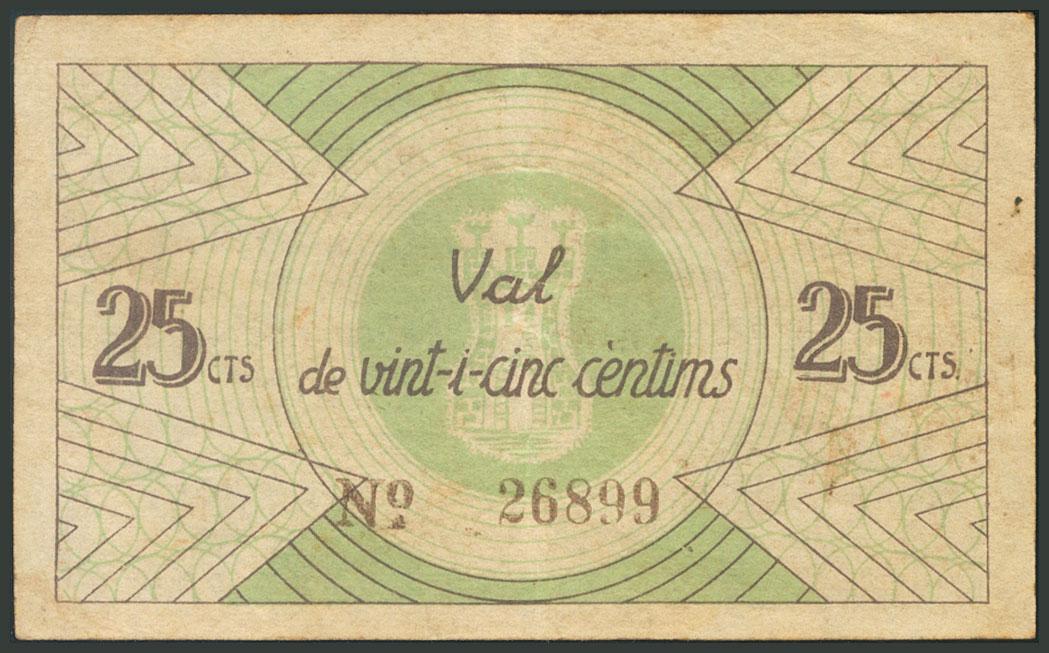 Val
25 CTS
de vint-i-cinc cèntims
25 CTS.
Nº 26899